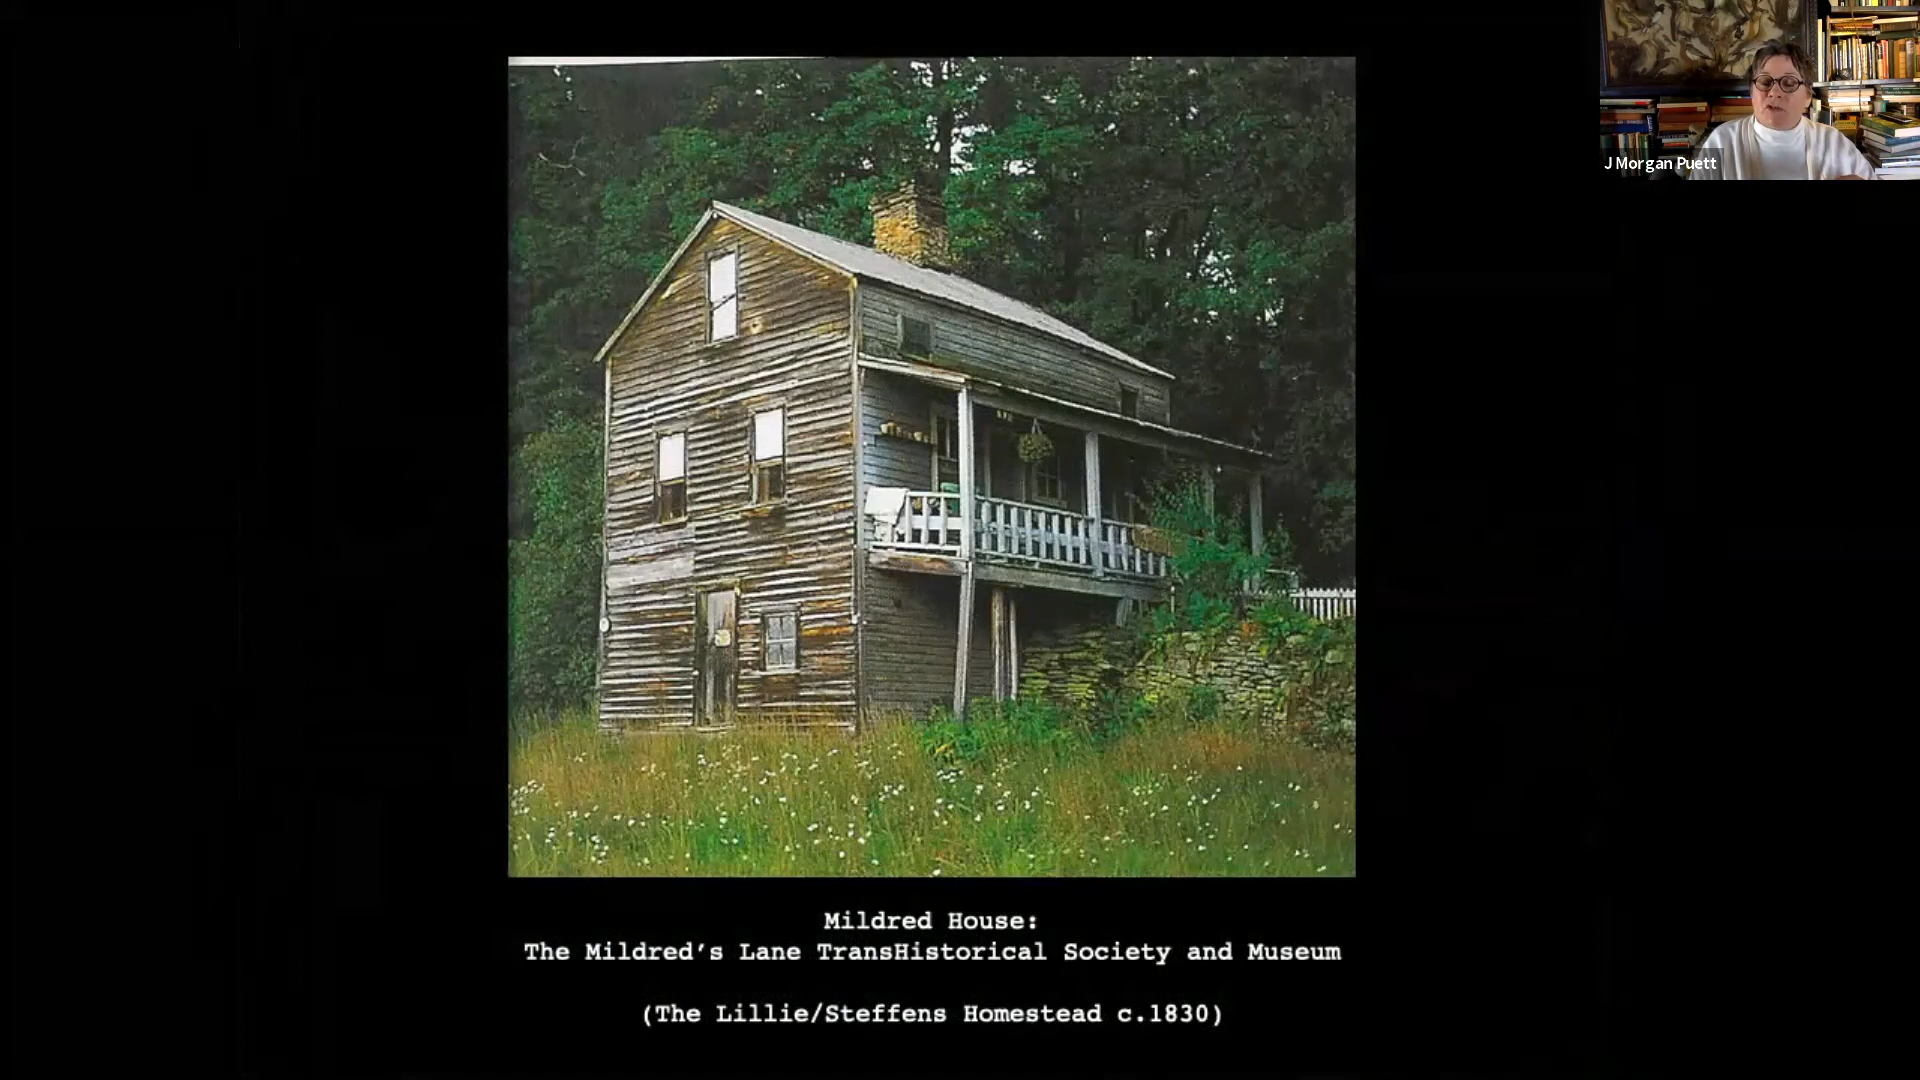 J Morgan Puett
Mildred House:
The Mildred’s Lane TransHistorical Society and Museum
(The Lillie/Steffens Homestead c.1830)